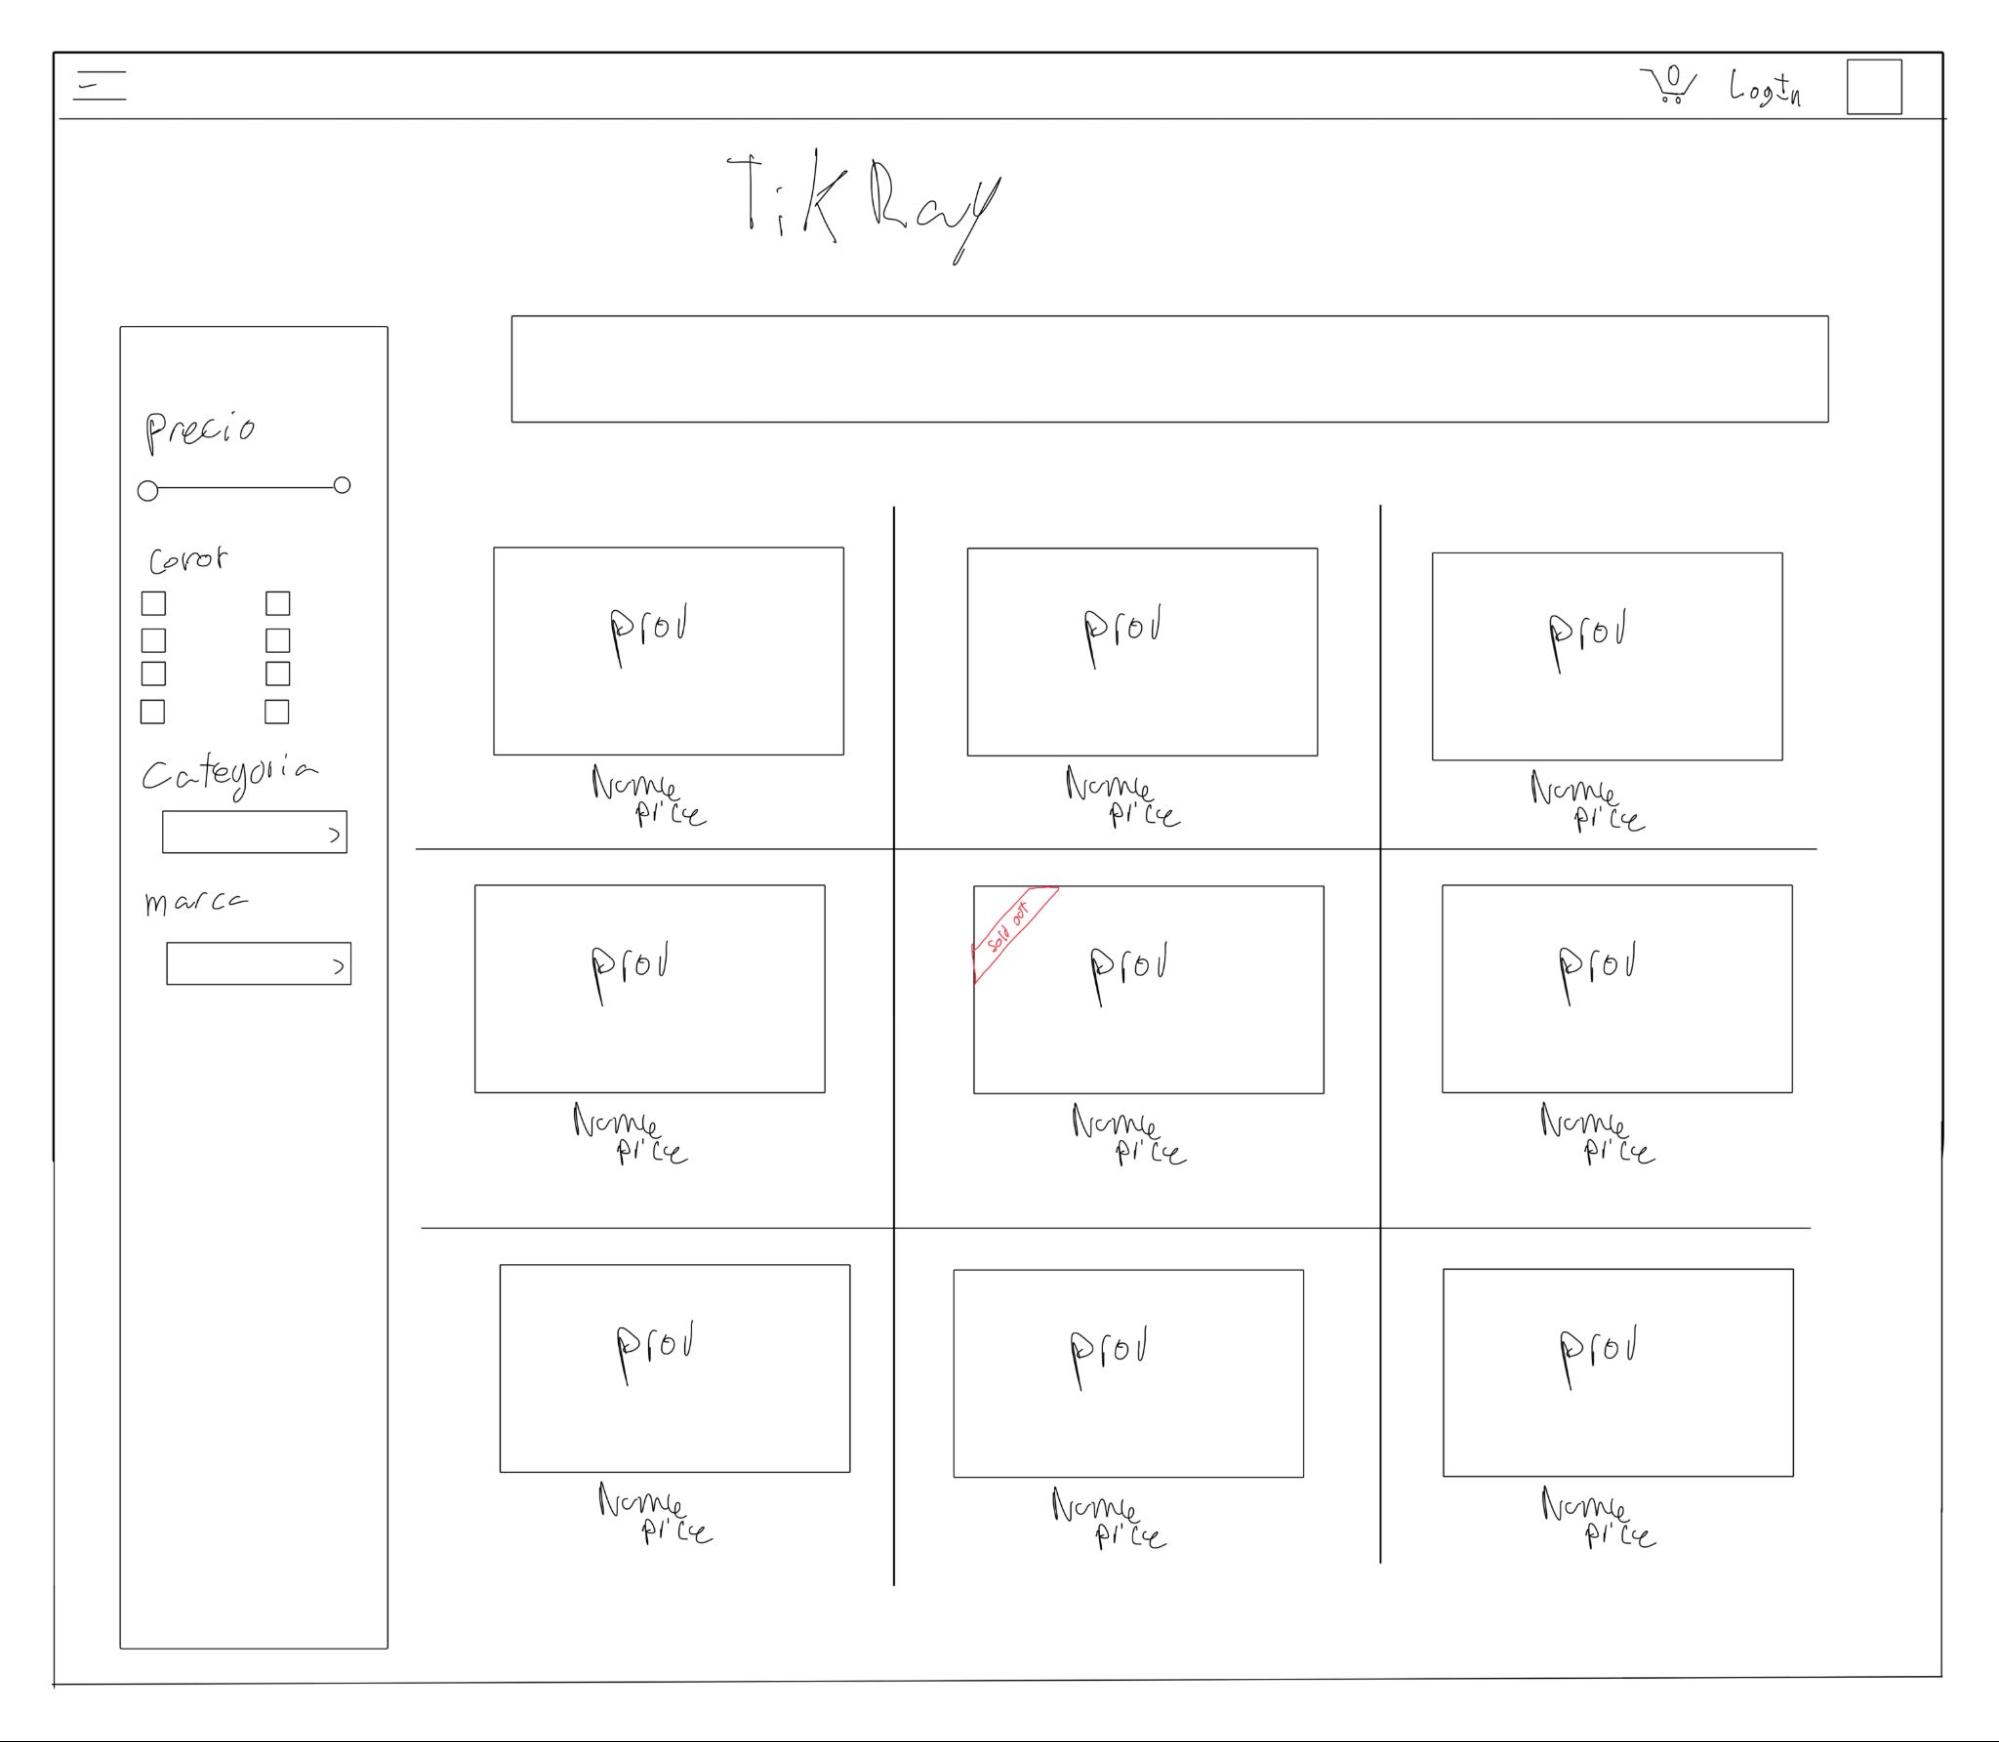 0 Login
TikRay
precio
Coror
Categoria
marca
prod prod prod
Name Name Name
price price price
prod Sold out prod prod
Name Name Name
price price price
prod prod prod
Name Name Name
price price price